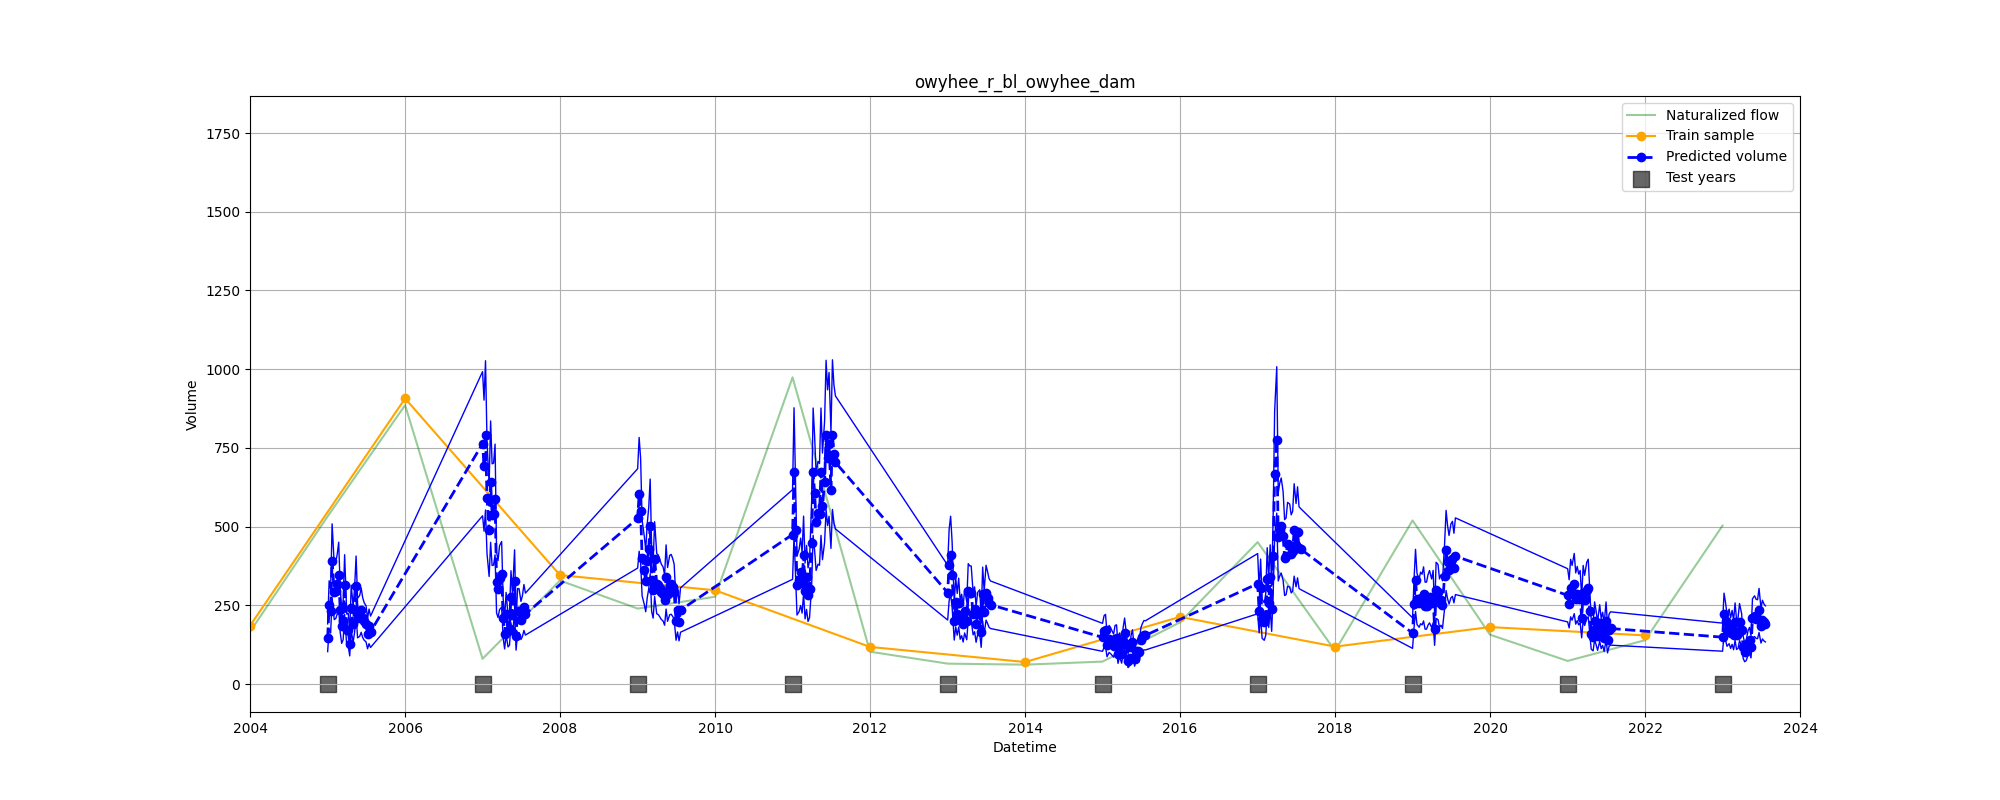 owyhee_r_bl_owyhee_dam
Naturalized flow
Train sample
Predicted volume
Test years
Volume
1750
1500
1250
1000
750
500
250
0
2004 2006 2008 2010 2012 2014 2016 2018 2020 2022 2024
Datetime